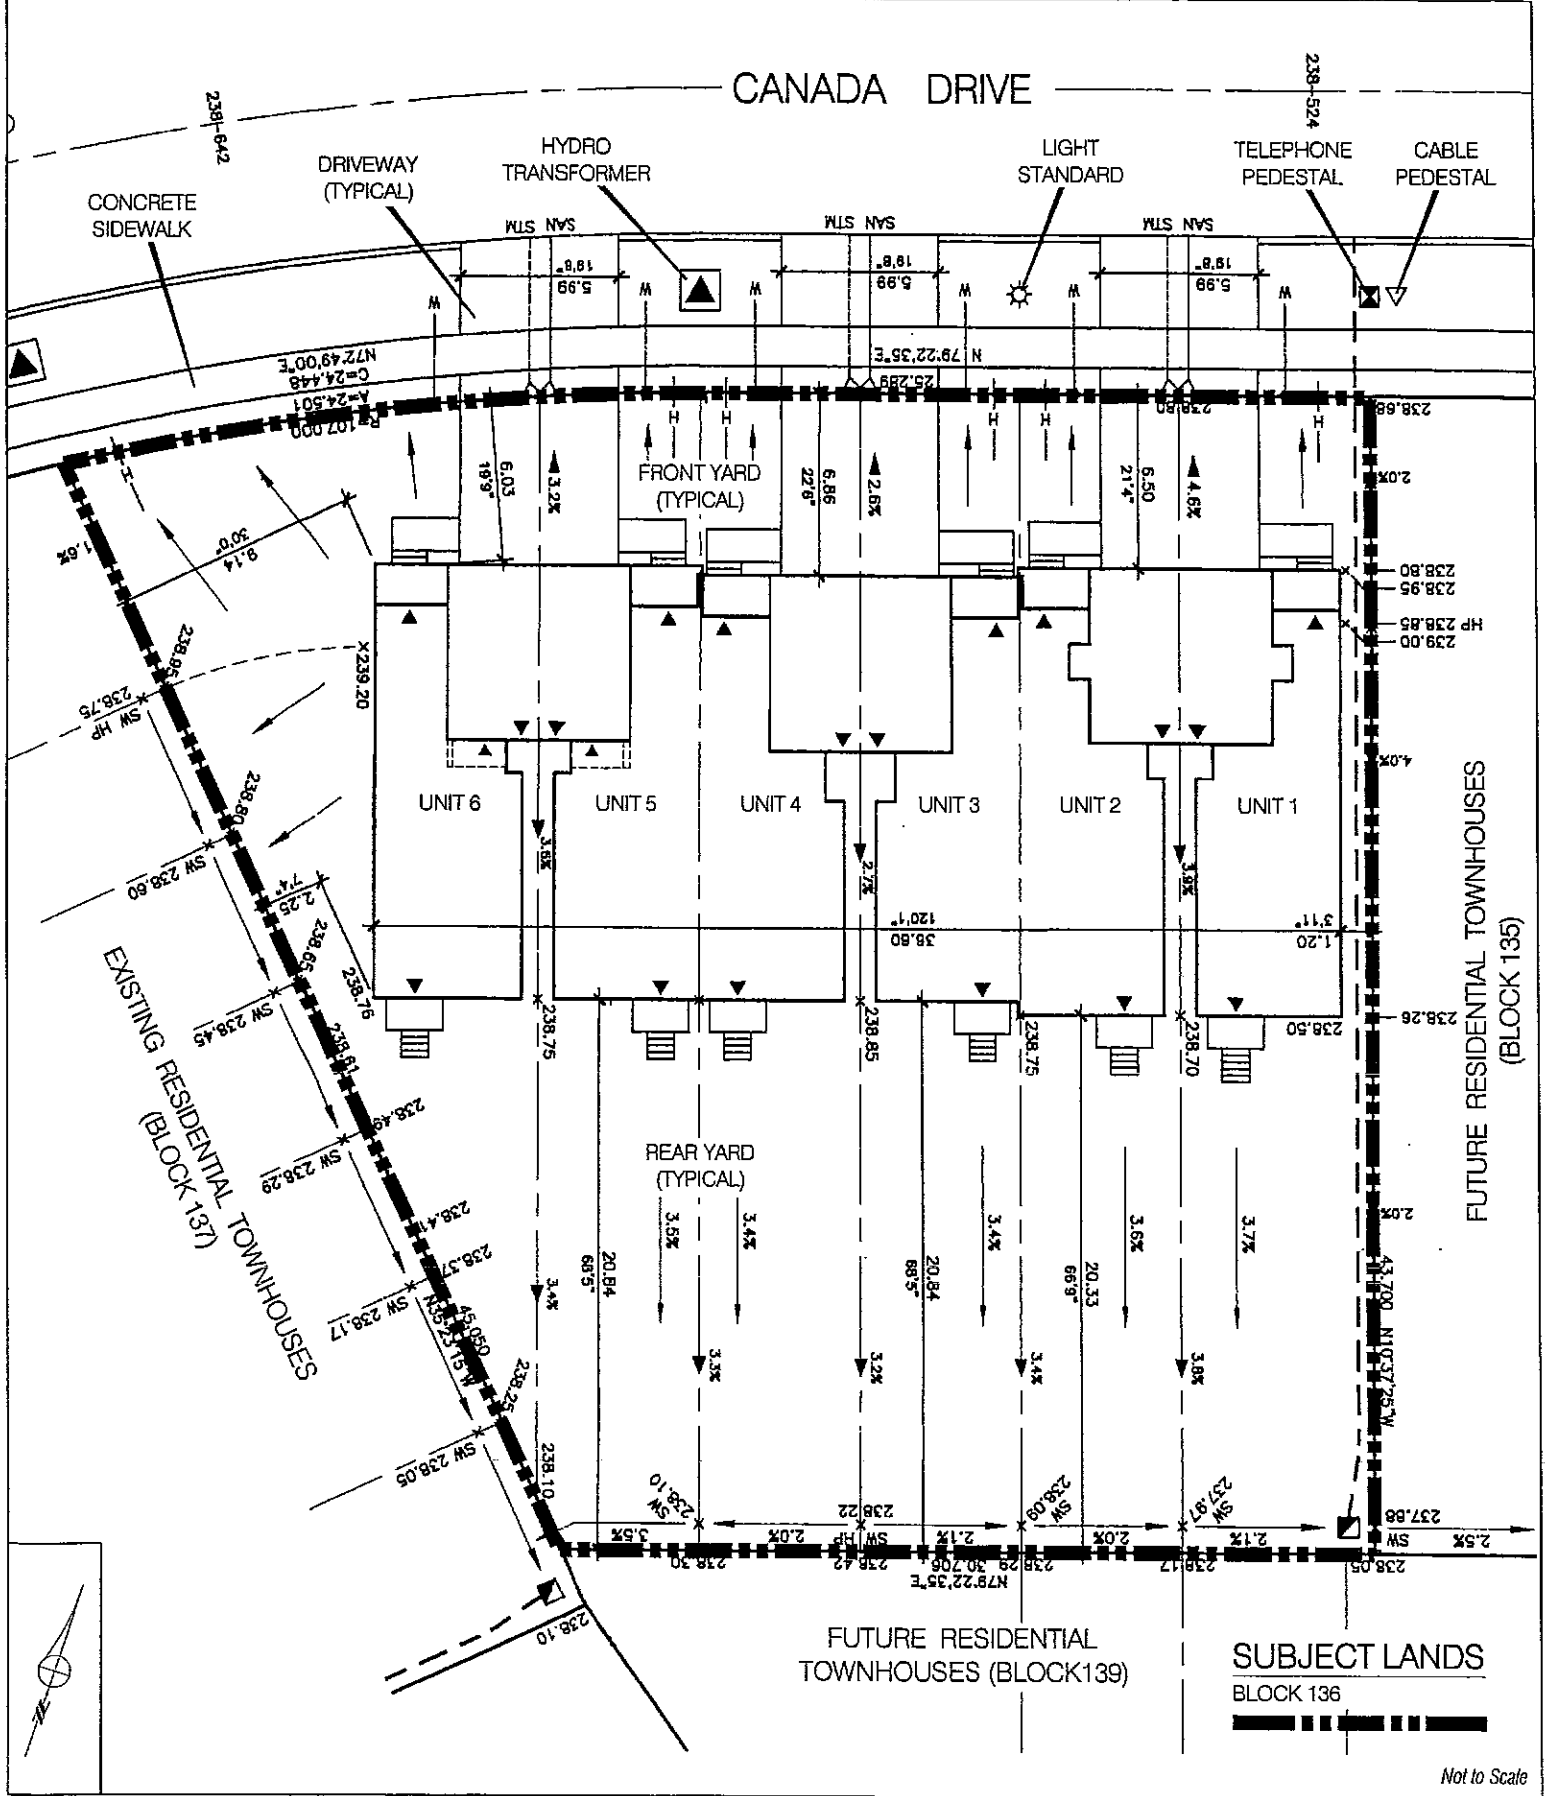 CANADA DRIVE
238-642
238-524
HYDRO
TRANSFORMER
DRIVEWAY
(TYPICAL)
CONCRETE
SIDEWALK
LIGHT
STANDARD
TELEPHONE
PEDESTAL
CABLE
PEDESTAL
STM SAN
STM SAN
STM SAN
5.99
19'8"
5.99
19'8"
5.99
19'8"
W
W
W
W
W
W
N72°49'00"E
C=24.448
A=24.501
R=107.000
N 79°22'35"E
25.289
238.80
238.68
H
H
H
H
H
H
FRONT YARD
(TYPICAL)
6.03
19'9"
3.2%
6.86
22'6"
2.6%
6.50
21'4"
4.6%
2.0%
1.6%
9.14
30'0"
238.80
238.95
HP 238.85
239.00
238.95
239.20
SW HP
238.75
4.0%
UNIT 6
UNIT 5
UNIT 4
UNIT 3
UNIT 2
UNIT 1
238.80
SW 238.60
3.6%
2.7%
3.9%
2.25
7'4"
36.60
120'1"
1.20
3'11"
238.65
238.76
SW 238.45
238.61
238.75
238.85
238.75
238.70
238.50
238.26
EXISTING RESIDENTIAL TOWNHOUSES
(BLOCK 137)
FUTURE RESIDENTIAL TOWNHOUSES
(BLOCK 135)
238.49
SW 238.29
238.41
238.37
SW 238.17
45.050
N35°23'15"W
238.25
SW 238.05
REAR YARD
(TYPICAL)
3.5%
3.4%
3.4%
3.6%
3.7%
2.0%
20.84
68'5"
20.84
68'5"
20.33
66'9"
3.4%
3.3%
3.2%
3.4%
3.8%
43.700 N10°37'25"W
238.10
SW
238.10
238.22
SW HP
SW
238.09
SW
237.97
237.88
SW
3.5%
2.0%
2.1%
2.0%
2.1%
2.5%
238.30
238.42
30.706
238.29
238.17
238.05
N79°22'35"E
238.10
FUTURE RESIDENTIAL
TOWNHOUSES (BLOCK139)
SUBJECT LANDS
BLOCK 136
Not to Scale